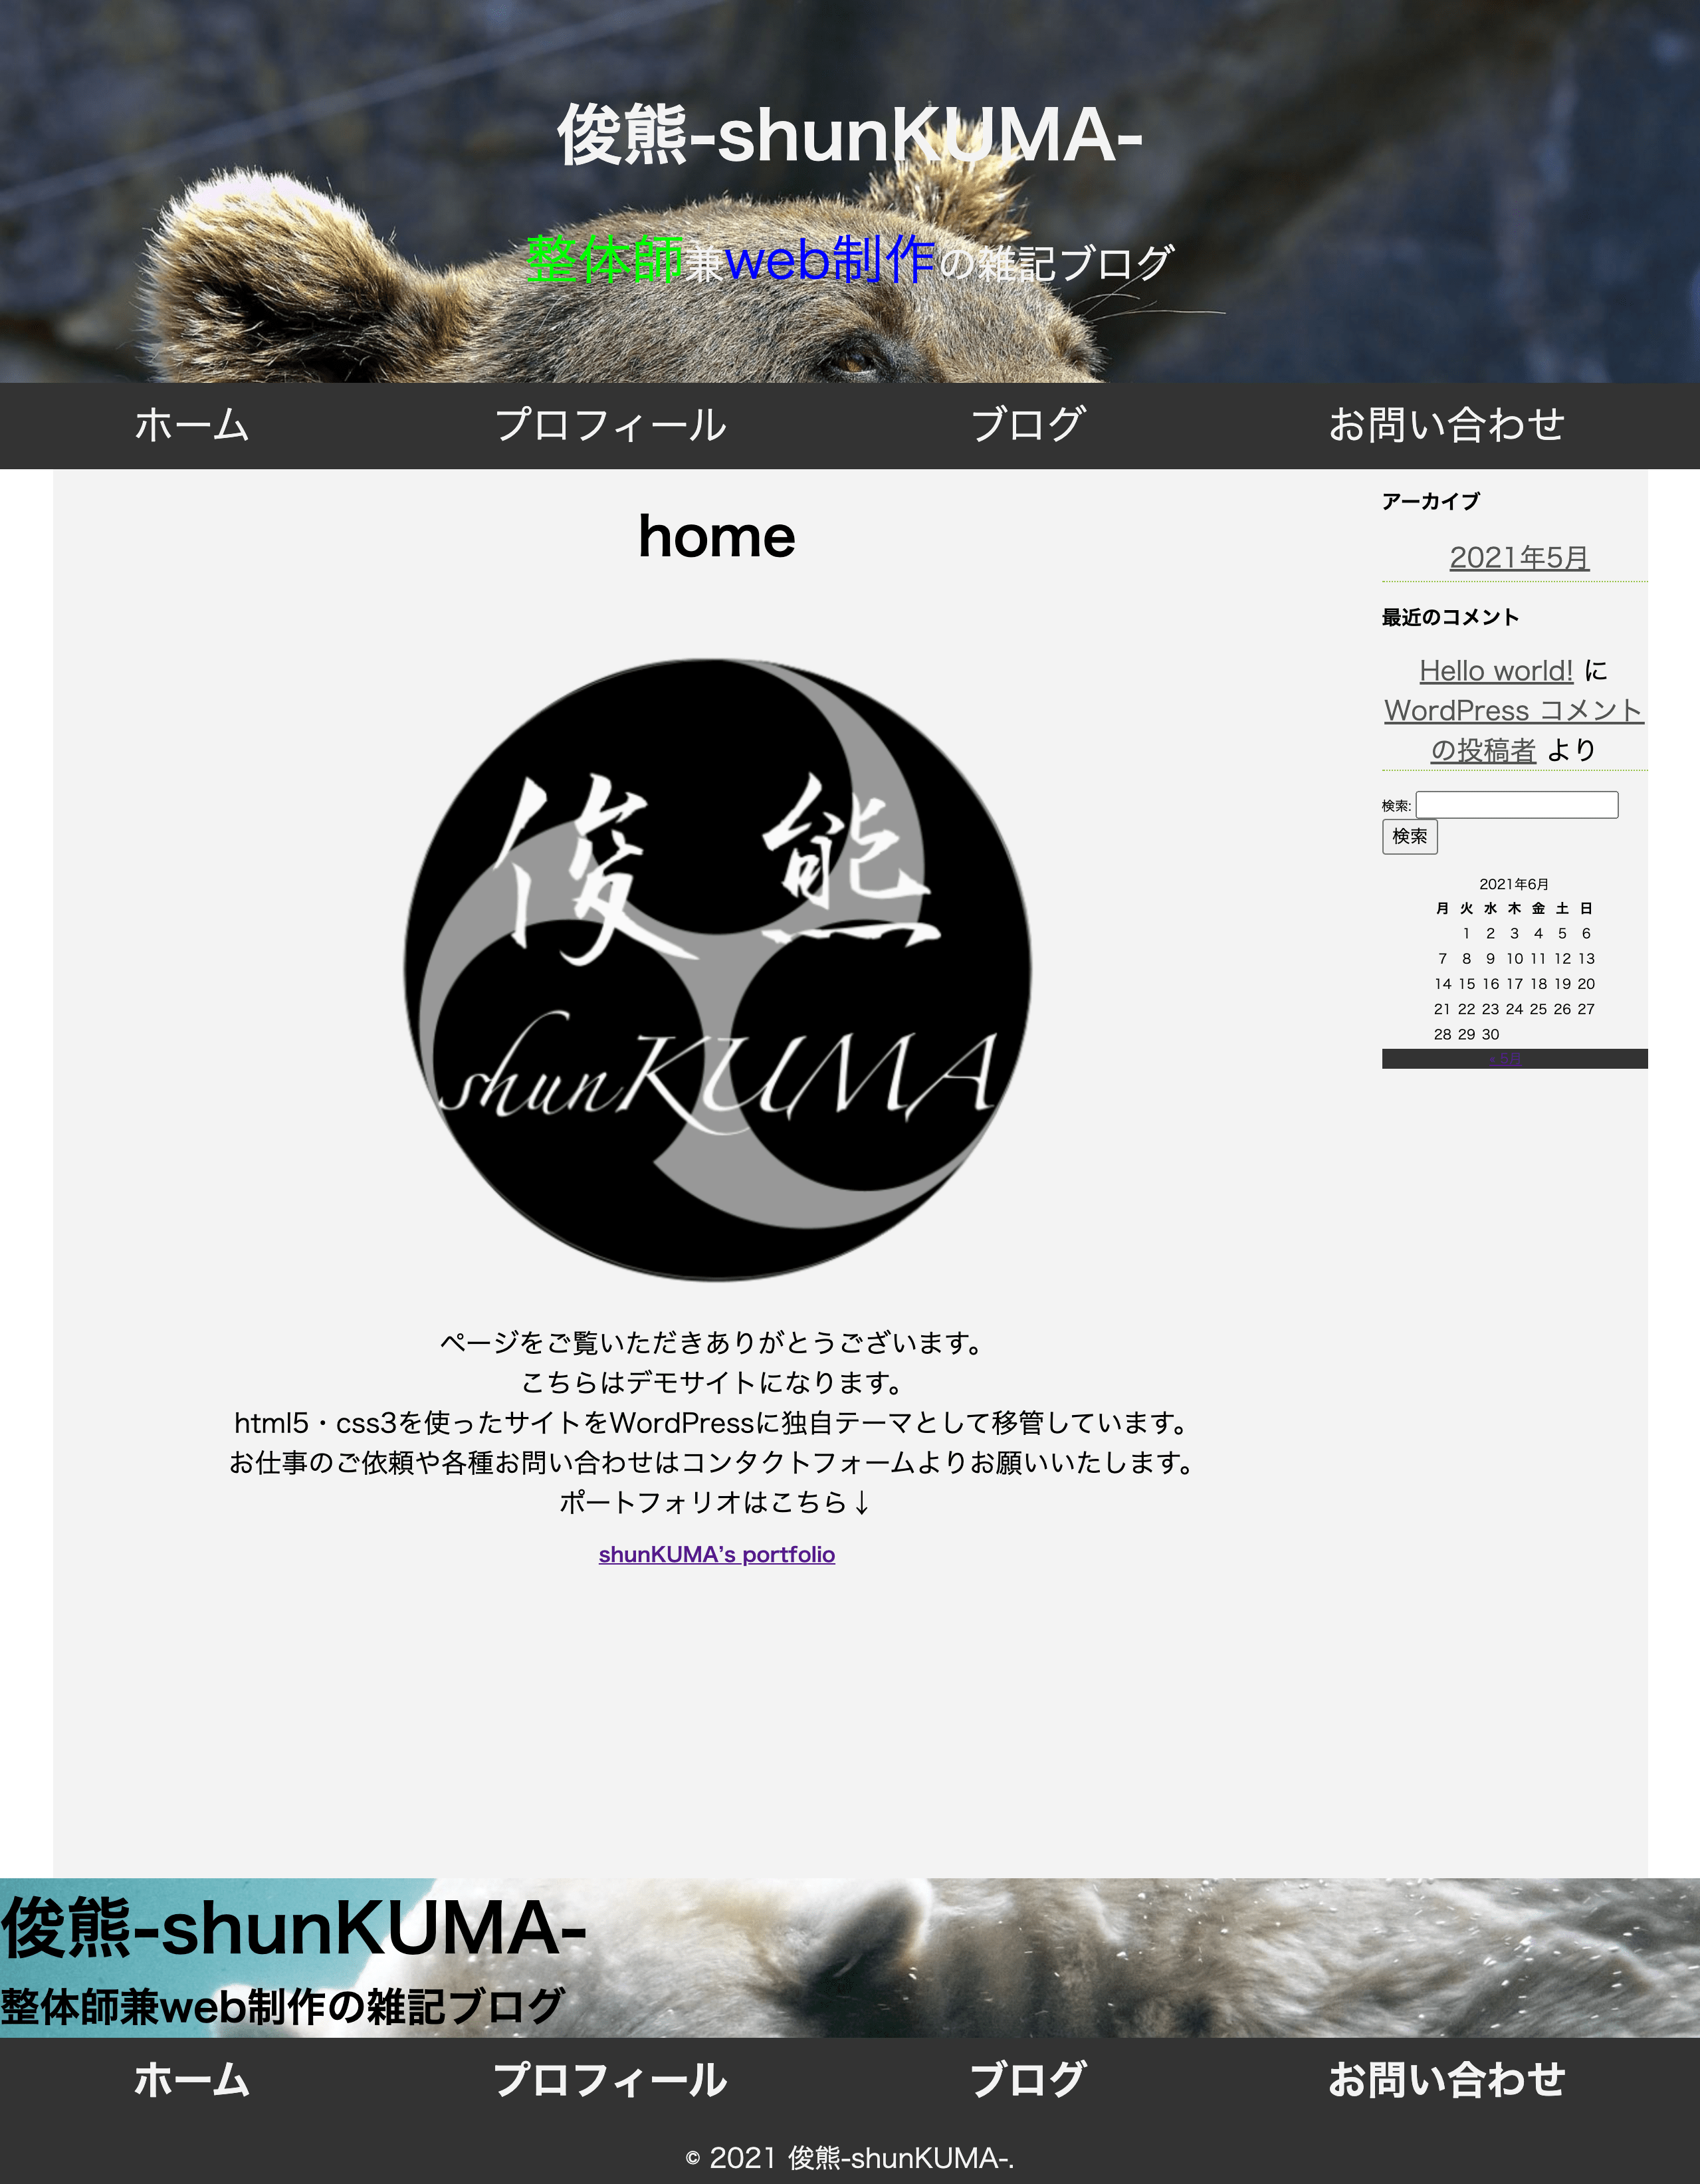 俊熊-shunKUMA-
整体師兼web制作の雑記ブログ
ホーム プロフィール ブログ お問い合わせ
home
俊 熊
shunKUMA
ページをご覧いただきありがとうございます。
こちらはデモサイトになります。
html5・css3を使ったサイトをWordPressに独自テーマとして移管しています。
お仕事のご依頼や各種お問い合わせはコンタクトフォームよりお願いいたします。
ポートフォリオはこちら↓
shunKUMA’s portfolio
アーカイブ
2021年5月
最近のコメント
Hello world! に
WordPress コメント
の投稿者 より
検索:
検索
2021年6月
月 火 水 木 金 土 日
1 2 3 4 5 6
7 8 9 10 11 12 13
14 15 16 17 18 19 20
21 22 23 24 25 26 27
28 29 30
« 5月
俊熊-shunKUMA-
整体師兼web制作の雑記ブログ
ホーム プロフィール ブログ お問い合わせ
© 2021 俊熊-shunKUMA-.